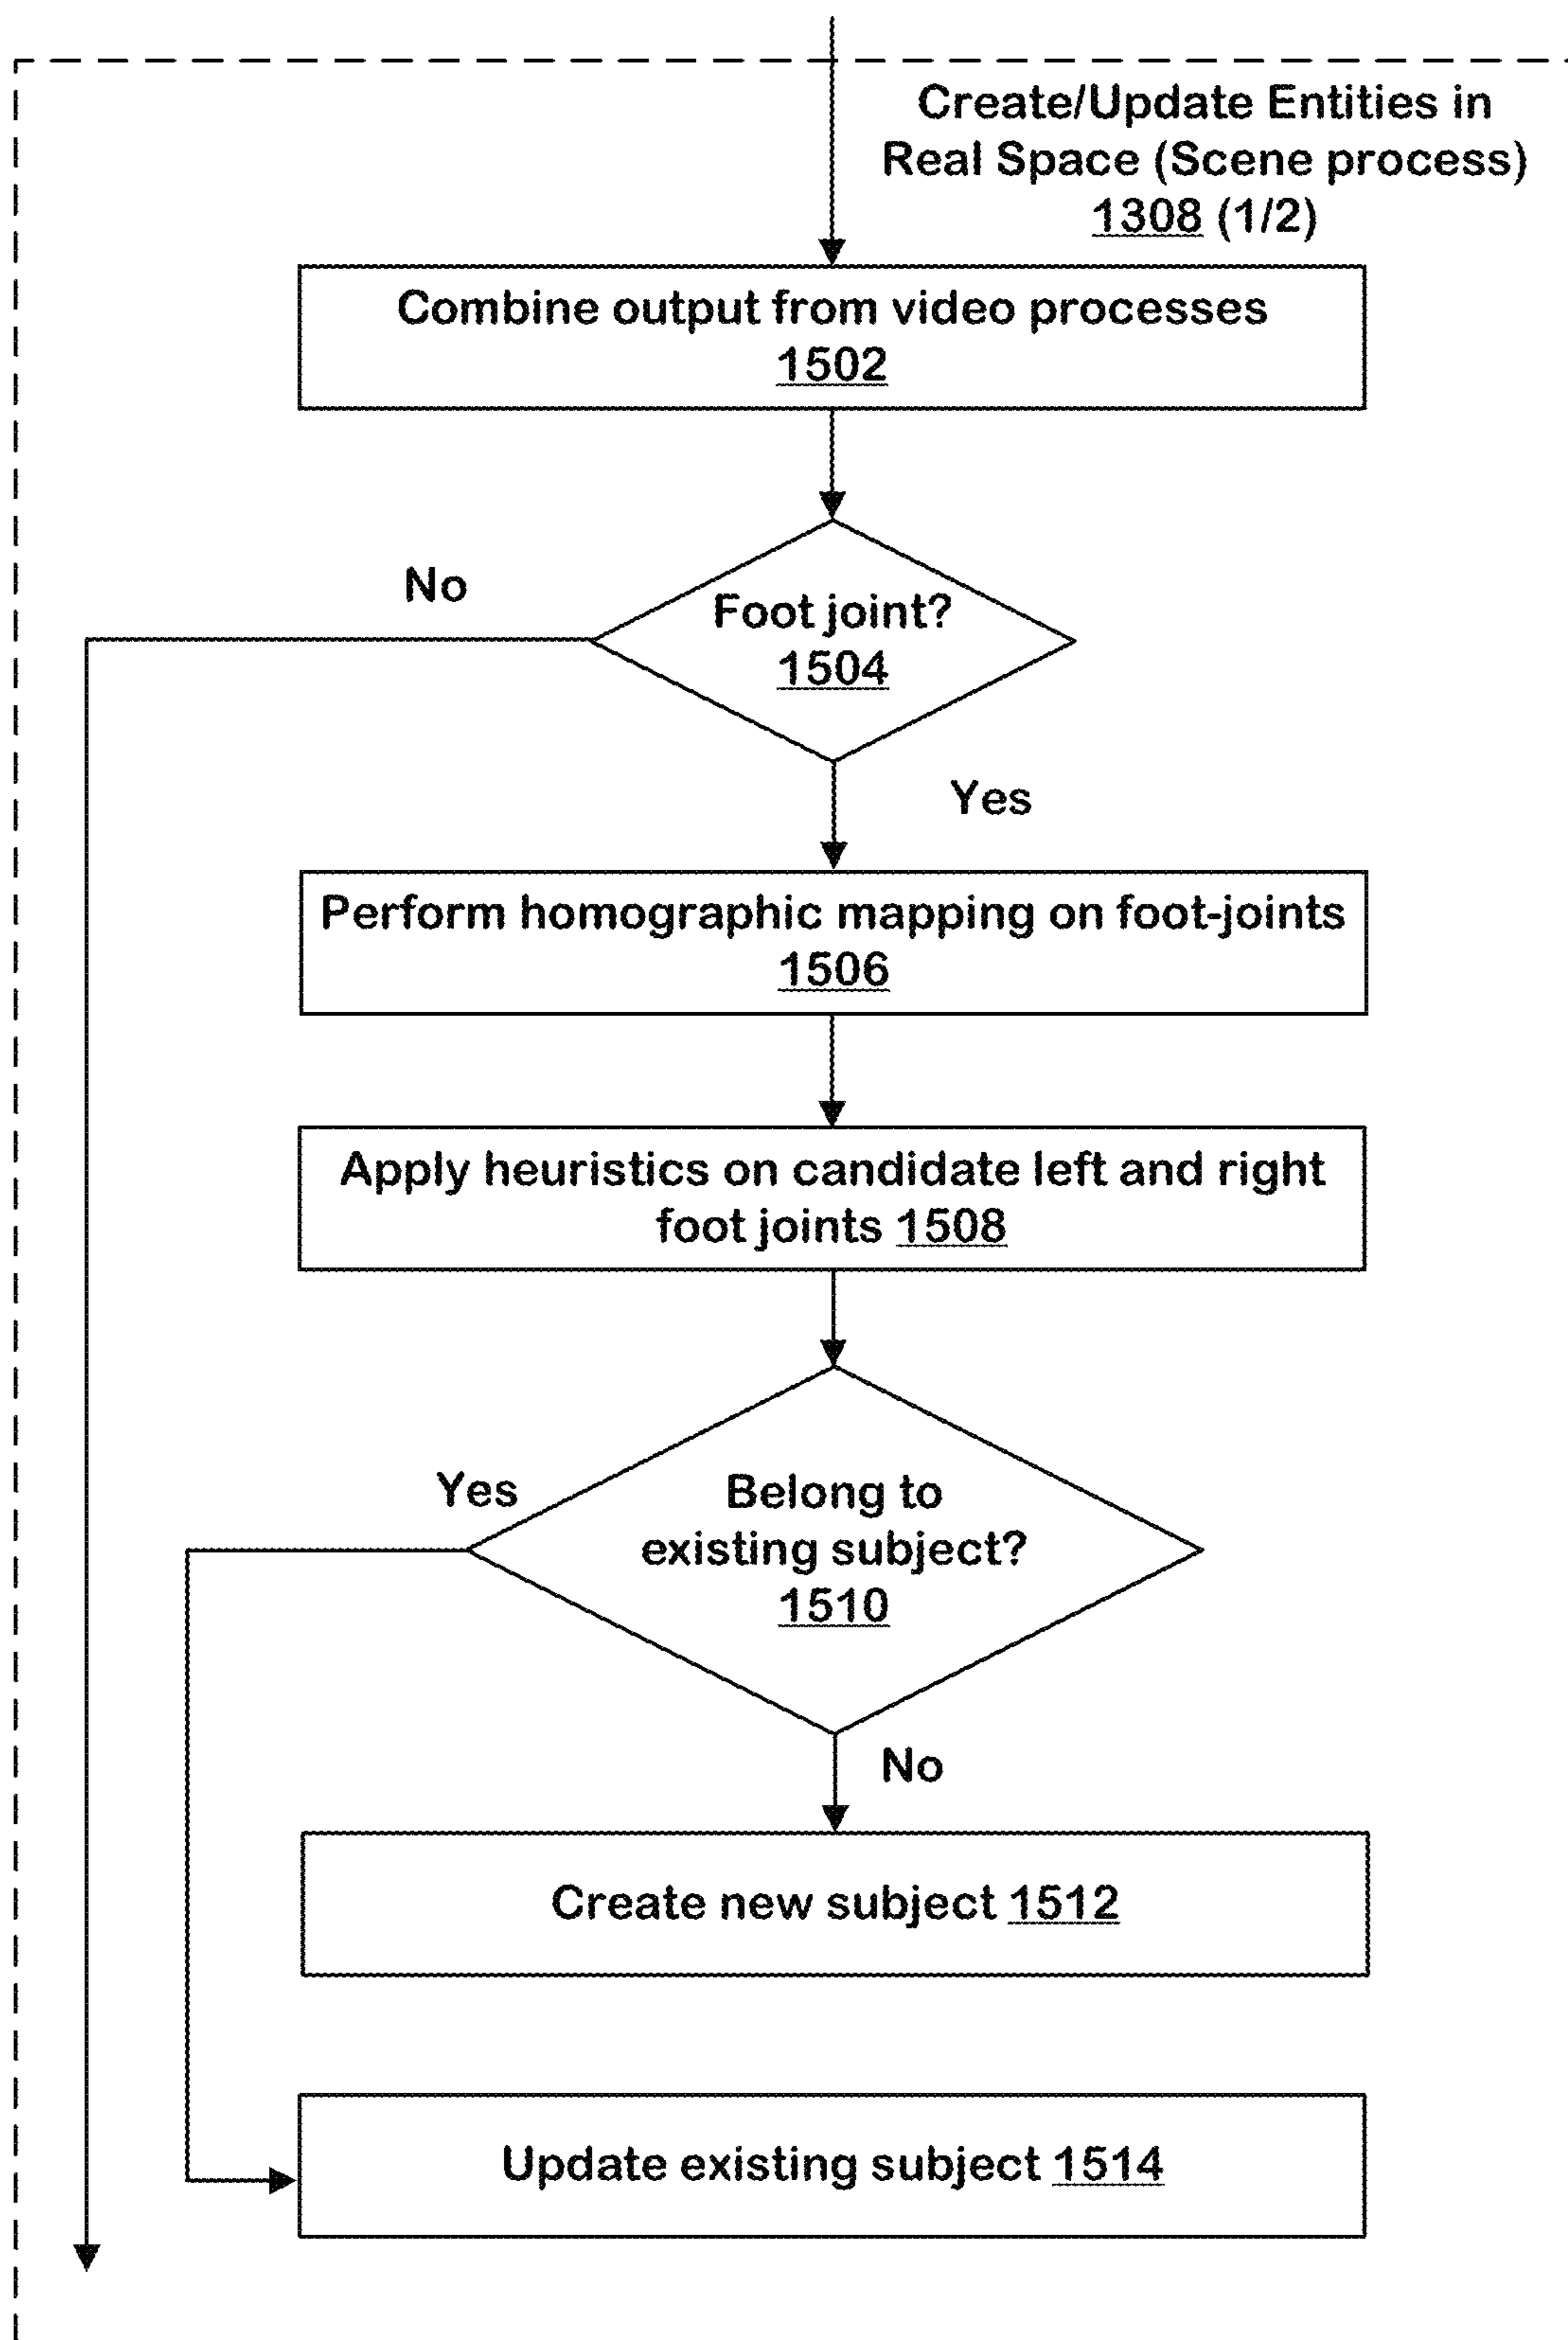 Create/Update Entities in
Real Space (Scene process)
1308 (1/2)
Combine output from video processes
1502
No
Foot joint?
1504
Yes
Perform homographic mapping on foot-joints
1506
Apply heuristics on candidate left and right
foot joints 1508
Yes
Belong to
existing subject?
1510
No
Create new subject 1512
Update existing subject 1514